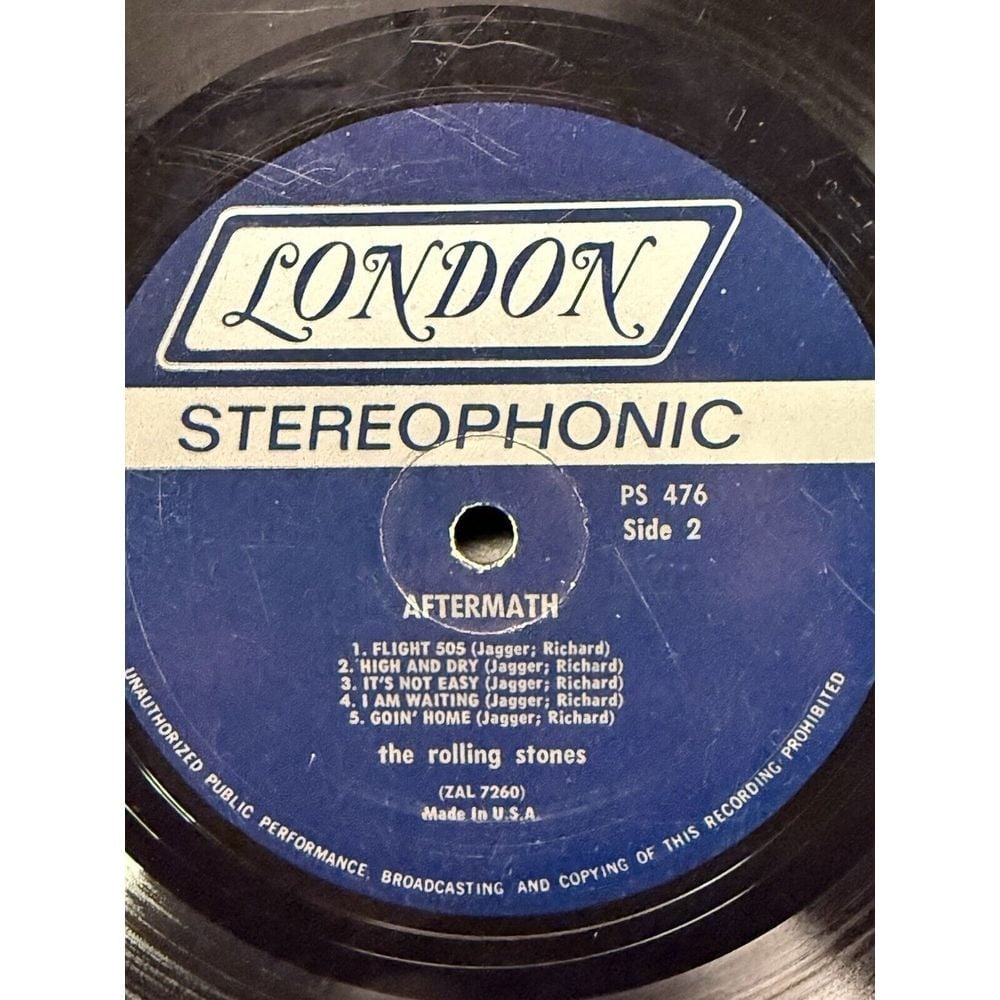 LONDON
STEREOPHONIC
PS 476
Side 2
AFTERMATH
1. FLIGHT 505 (Jagger; Richard)
2. HIGH AND DRY (Jagger; Richard)
3. IT'S NOT EASY (Jagger; Richard)
4. I AM WAITING (Jagger; Richard)
5. GOIN' HOME (Jagger; Richard)
the rolling stones
(ZAL 7260)
Made In U.S.A.
UNAUTHORIZED PUBLIC PERFORMANCE, BROADCASTING AND COPYING OF THIS RECORDING PROHIBITED